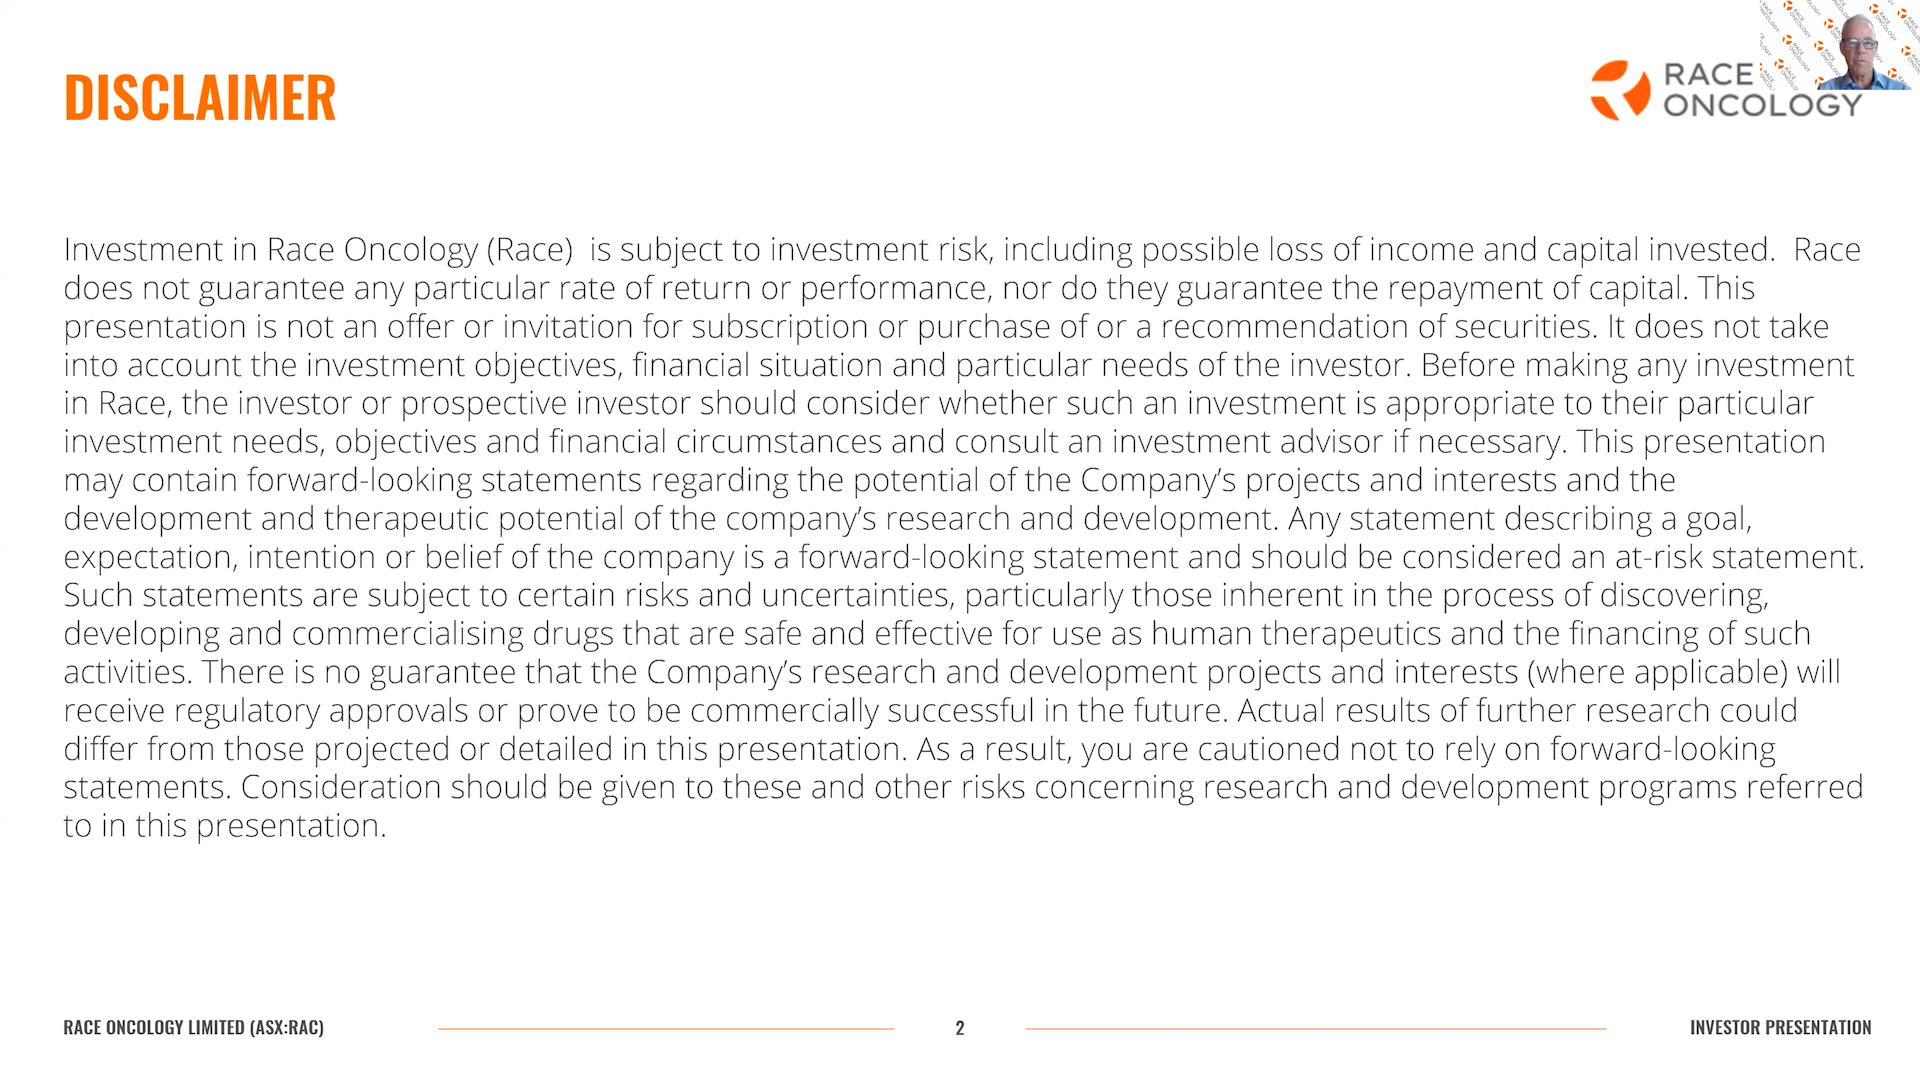 DISCLAIMER
RACE
ONCOLOGY
Investment in Race Oncology (Race)  is subject to investment risk, including possible loss of income and capital invested.  Race
does not guarantee any particular rate of return or performance, nor do they guarantee the repayment of capital. This
presentation is not an offer or invitation for subscription or purchase of or a recommendation of securities. It does not take
into account the investment objectives, financial situation and particular needs of the investor. Before making any investment
in Race, the investor or prospective investor should consider whether such an investment is appropriate to their particular
investment needs, objectives and financial circumstances and consult an investment advisor if necessary. This presentation
may contain forward-looking statements regarding the potential of the Company’s projects and interests and the
development and therapeutic potential of the company’s research and development. Any statement describing a goal,
expectation, intention or belief of the company is a forward-looking statement and should be considered an at-risk statement.
Such statements are subject to certain risks and uncertainties, particularly those inherent in the process of discovering,
developing and commercialising drugs that are safe and effective for use as human therapeutics and the financing of such
activities. There is no guarantee that the Company’s research and development projects and interests (where applicable) will
receive regulatory approvals or prove to be commercially successful in the future. Actual results of further research could
differ from those projected or detailed in this presentation. As a result, you are cautioned not to rely on forward-looking
statements. Consideration should be given to these and other risks concerning research and development programs referred
to in this presentation.
RACE ONCOLOGY LIMITED (ASX:RAC)
2
INVESTOR PRESENTATION